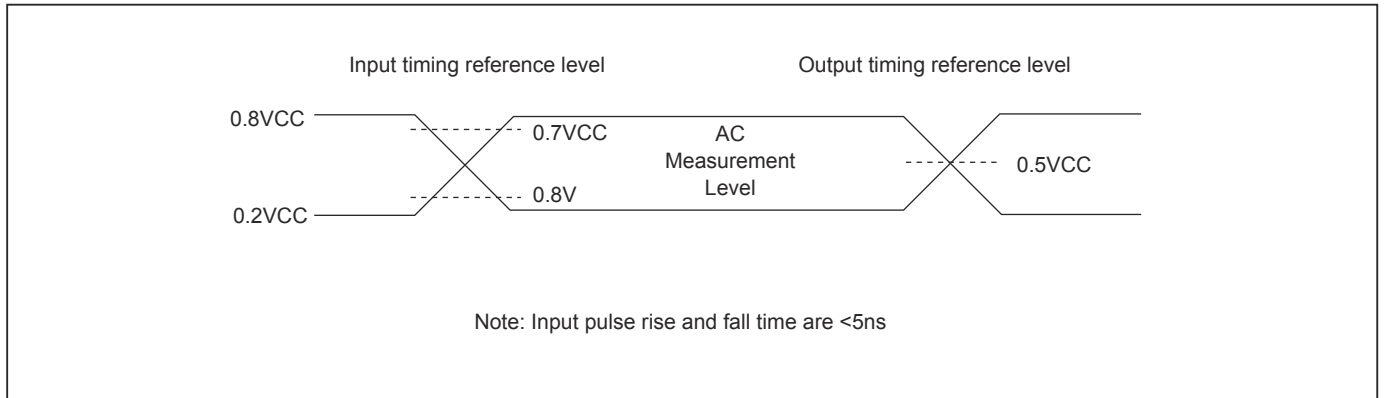 Input timing reference level
Output timing reference level
0.8VCC
0.7VCC
AC
Measurement
Level
0.5VCC
0.8V
0.2VCC
Note: Input pulse rise and fall time are <5ns